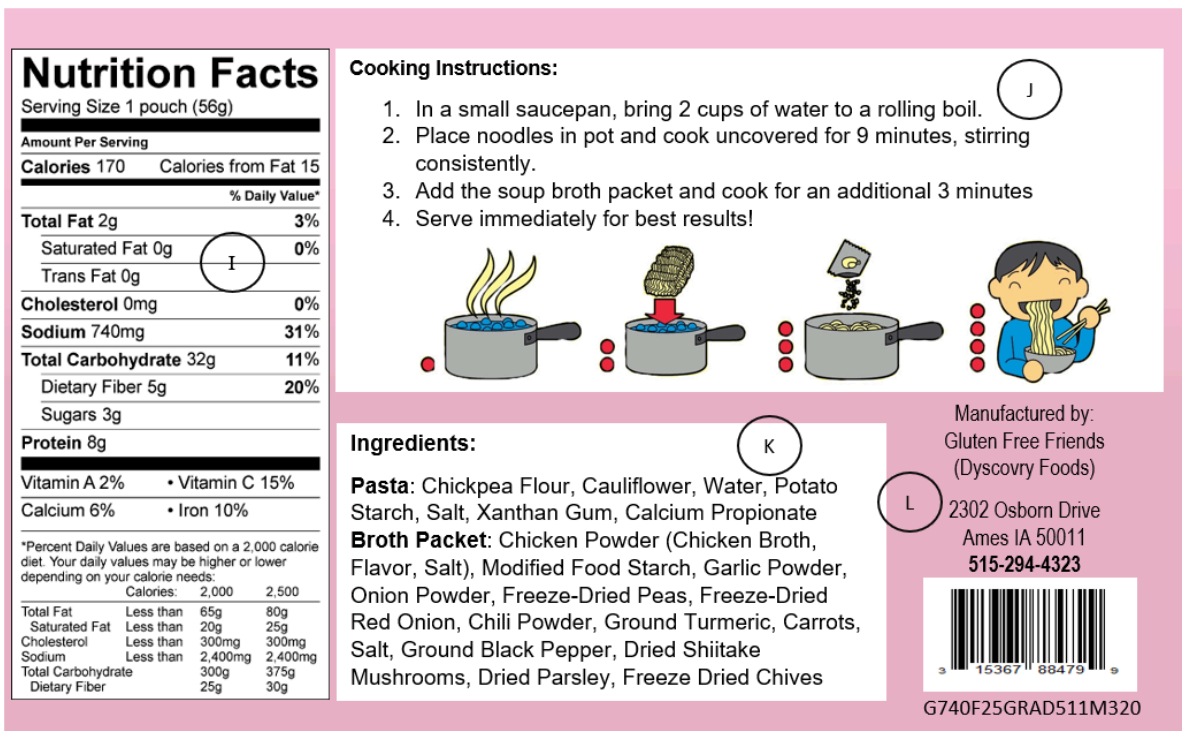 Nutrition Facts
Serving Size 1 pouch (56g)
Amount Per Serving
Calories 170 Calories from Fat 15
% Daily Value*
Total Fat 2g 3%
Saturated Fat 0g 0%
I
Trans Fat 0g
Cholesterol 0mg 0%
Sodium 740mg 31%
Total Carbohydrate 32g 11%
Dietary Fiber 5g 20%
Sugars 3g
Protein 8g
Vitamin A 2% • Vitamin C 15%
Calcium 6% • Iron 10%
*Percent Daily Values are based on a 2,000 calorie
diet. Your daily values may be higher or lower
depending on your calorie needs:
Calories: 2,000 2,500
Total Fat Less than 65g 80g
Saturated Fat Less than 20g 25g
Cholesterol Less than 300mg 300mg
Sodium Less than 2,400mg 2,400mg
Total Carbohydrate 300g 375g
Dietary Fiber 25g 30g
Cooking Instructions:
J
1. In a small saucepan, bring 2 cups of water to a rolling boil.
2. Place noodles in pot and cook uncovered for 9 minutes, stirring
consistently.
3. Add the soup broth packet and cook for an additional 3 minutes
4. Serve immediately for best results!
Ingredients:
K
Pasta: Chickpea Flour, Cauliflower, Water, Potato
Starch, Salt, Xanthan Gum, Calcium Propionate
Broth Packet: Chicken Powder (Chicken Broth,
Flavor, Salt), Modified Food Starch, Garlic Powder,
Onion Powder, Freeze-Dried Peas, Freeze-Dried
Red Onion, Chili Powder, Ground Turmeric, Carrots,
Salt, Ground Black Pepper, Dried Shiitake
Mushrooms, Dried Parsley, Freeze Dried Chives
Manufactured by:
Gluten Free Friends
(Dyscovry Foods)
L
2302 Osborn Drive
Ames IA 50011
515-294-4323
3 15367 88479 9
G740F25GRAD511M320